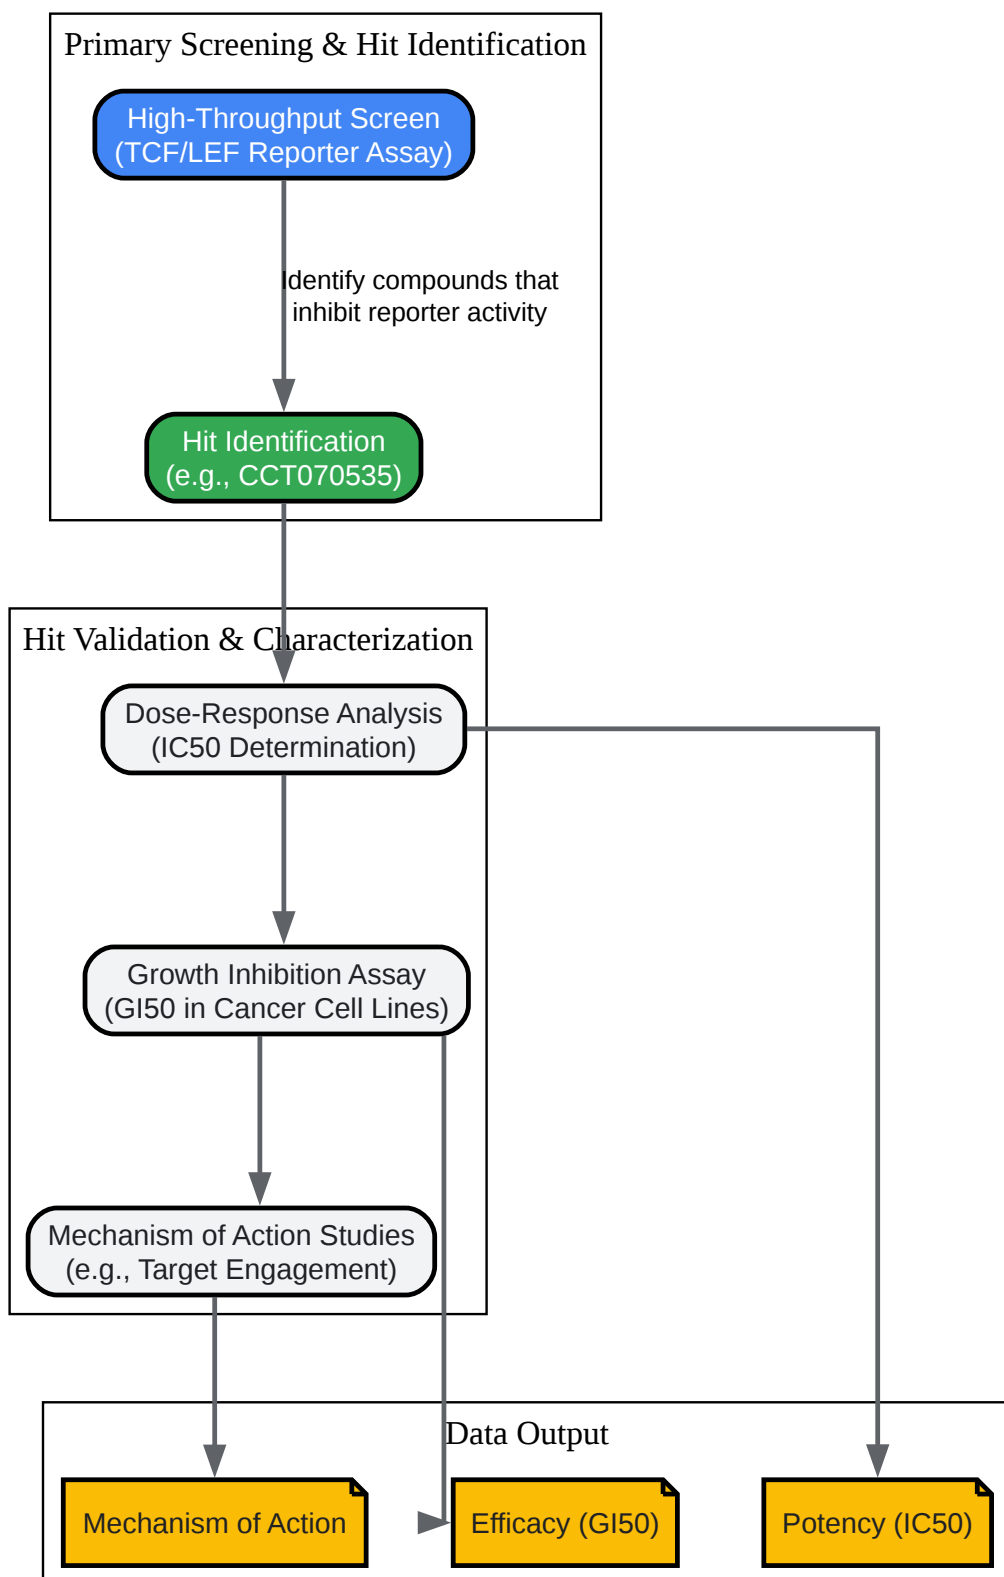 Primary Screening & Hit Identification
High-Throughput Screen
(TCF/LEF Reporter Assay)
Identify compounds that
inhibit reporter activity
Hit Identification
(e.g., CCT070535)
Hit Validation & Characterization
Dose-Response Analysis
(IC50 Determination)
Growth Inhibition Assay
(GI50 in Cancer Cell Lines)
Mechanism of Action Studies
(e.g., Target Engagement)
Data Output
Mechanism of Action
Efficacy (GI50)
Potency (IC50)